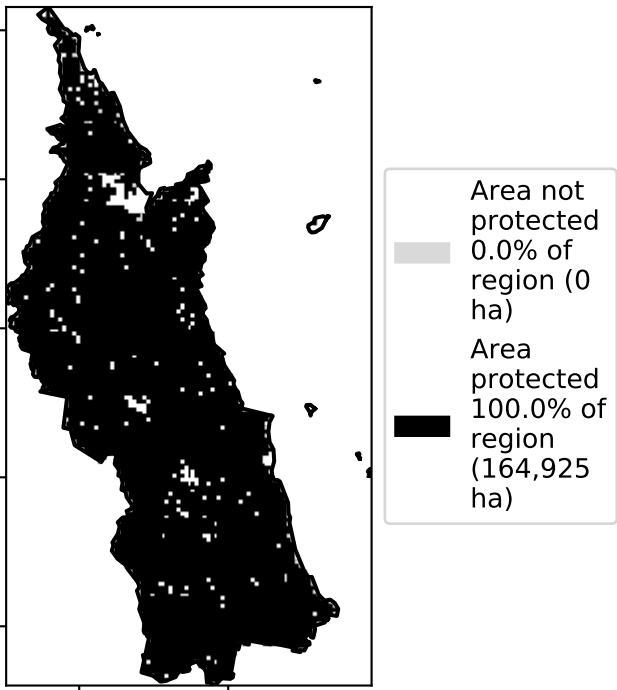 Area not
protected
0.0% of
region (0
ha)
Area
protected
100.0% of
region
(164,925
ha)